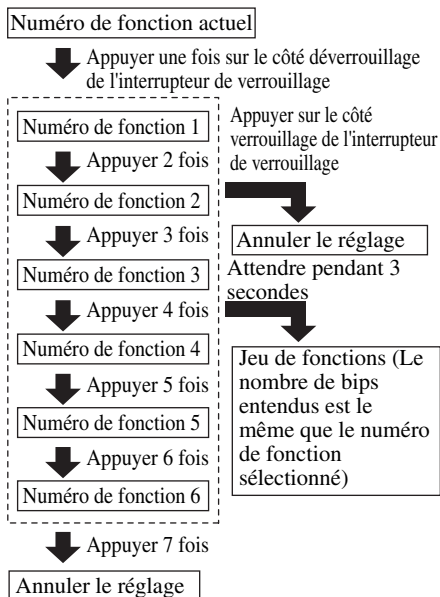 Numéro de fonction actuel
Appuyer une fois sur le côté déverrouillage
de l'interrupteur de verrouillage
Numéro de fonction 1
Appuyer 2 fois
Numéro de fonction 2
Appuyer 3 fois
Numéro de fonction 3
Appuyer 4 fois
Numéro de fonction 4
Appuyer 5 fois
Numéro de fonction 5
Appuyer 6 fois
Numéro de fonction 6
Appuyer 7 fois
Annuler le réglage
Appuyer sur le côté
verrouillage de l'interrupteur
de verrouillage
Annuler le réglage
Attendre pendant 3
secondes
Jeu de fonctions (Le
nombre de bips
entendus est le
même que le numéro
de fonction
sélectionné)